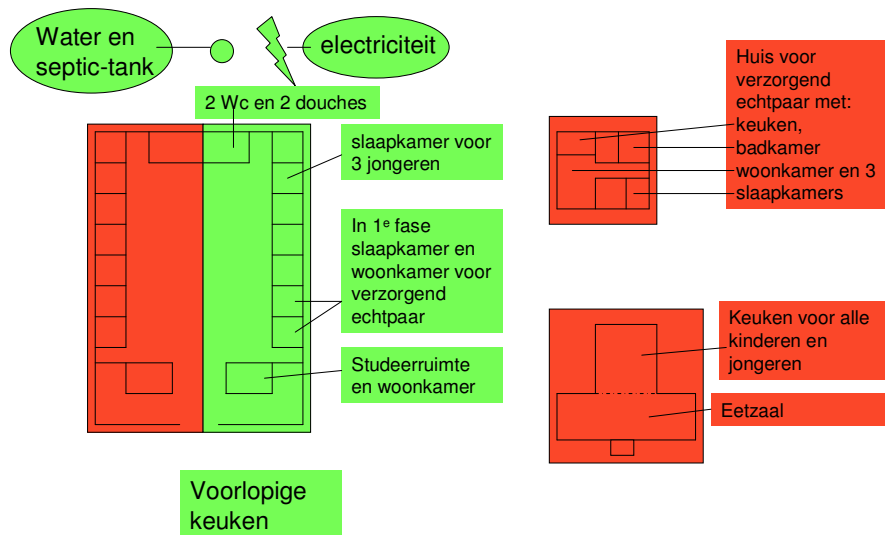 Water en
septic-tank
electriciteit
2 Wc en 2 douches
slaapkamer voor
3 jongeren
In 1e fase
slaapkamer en
woonkamer voor
verzorgend
echtpaar
Studeerruimte
en woonkamer
Voorlopige
keuken
Huis voor
verzorgend
echtpaar met:
keuken,
badkamer
woonkamer en 3
slaapkamers
Keuken voor alle
kinderen en
jongeren
Eetzaal